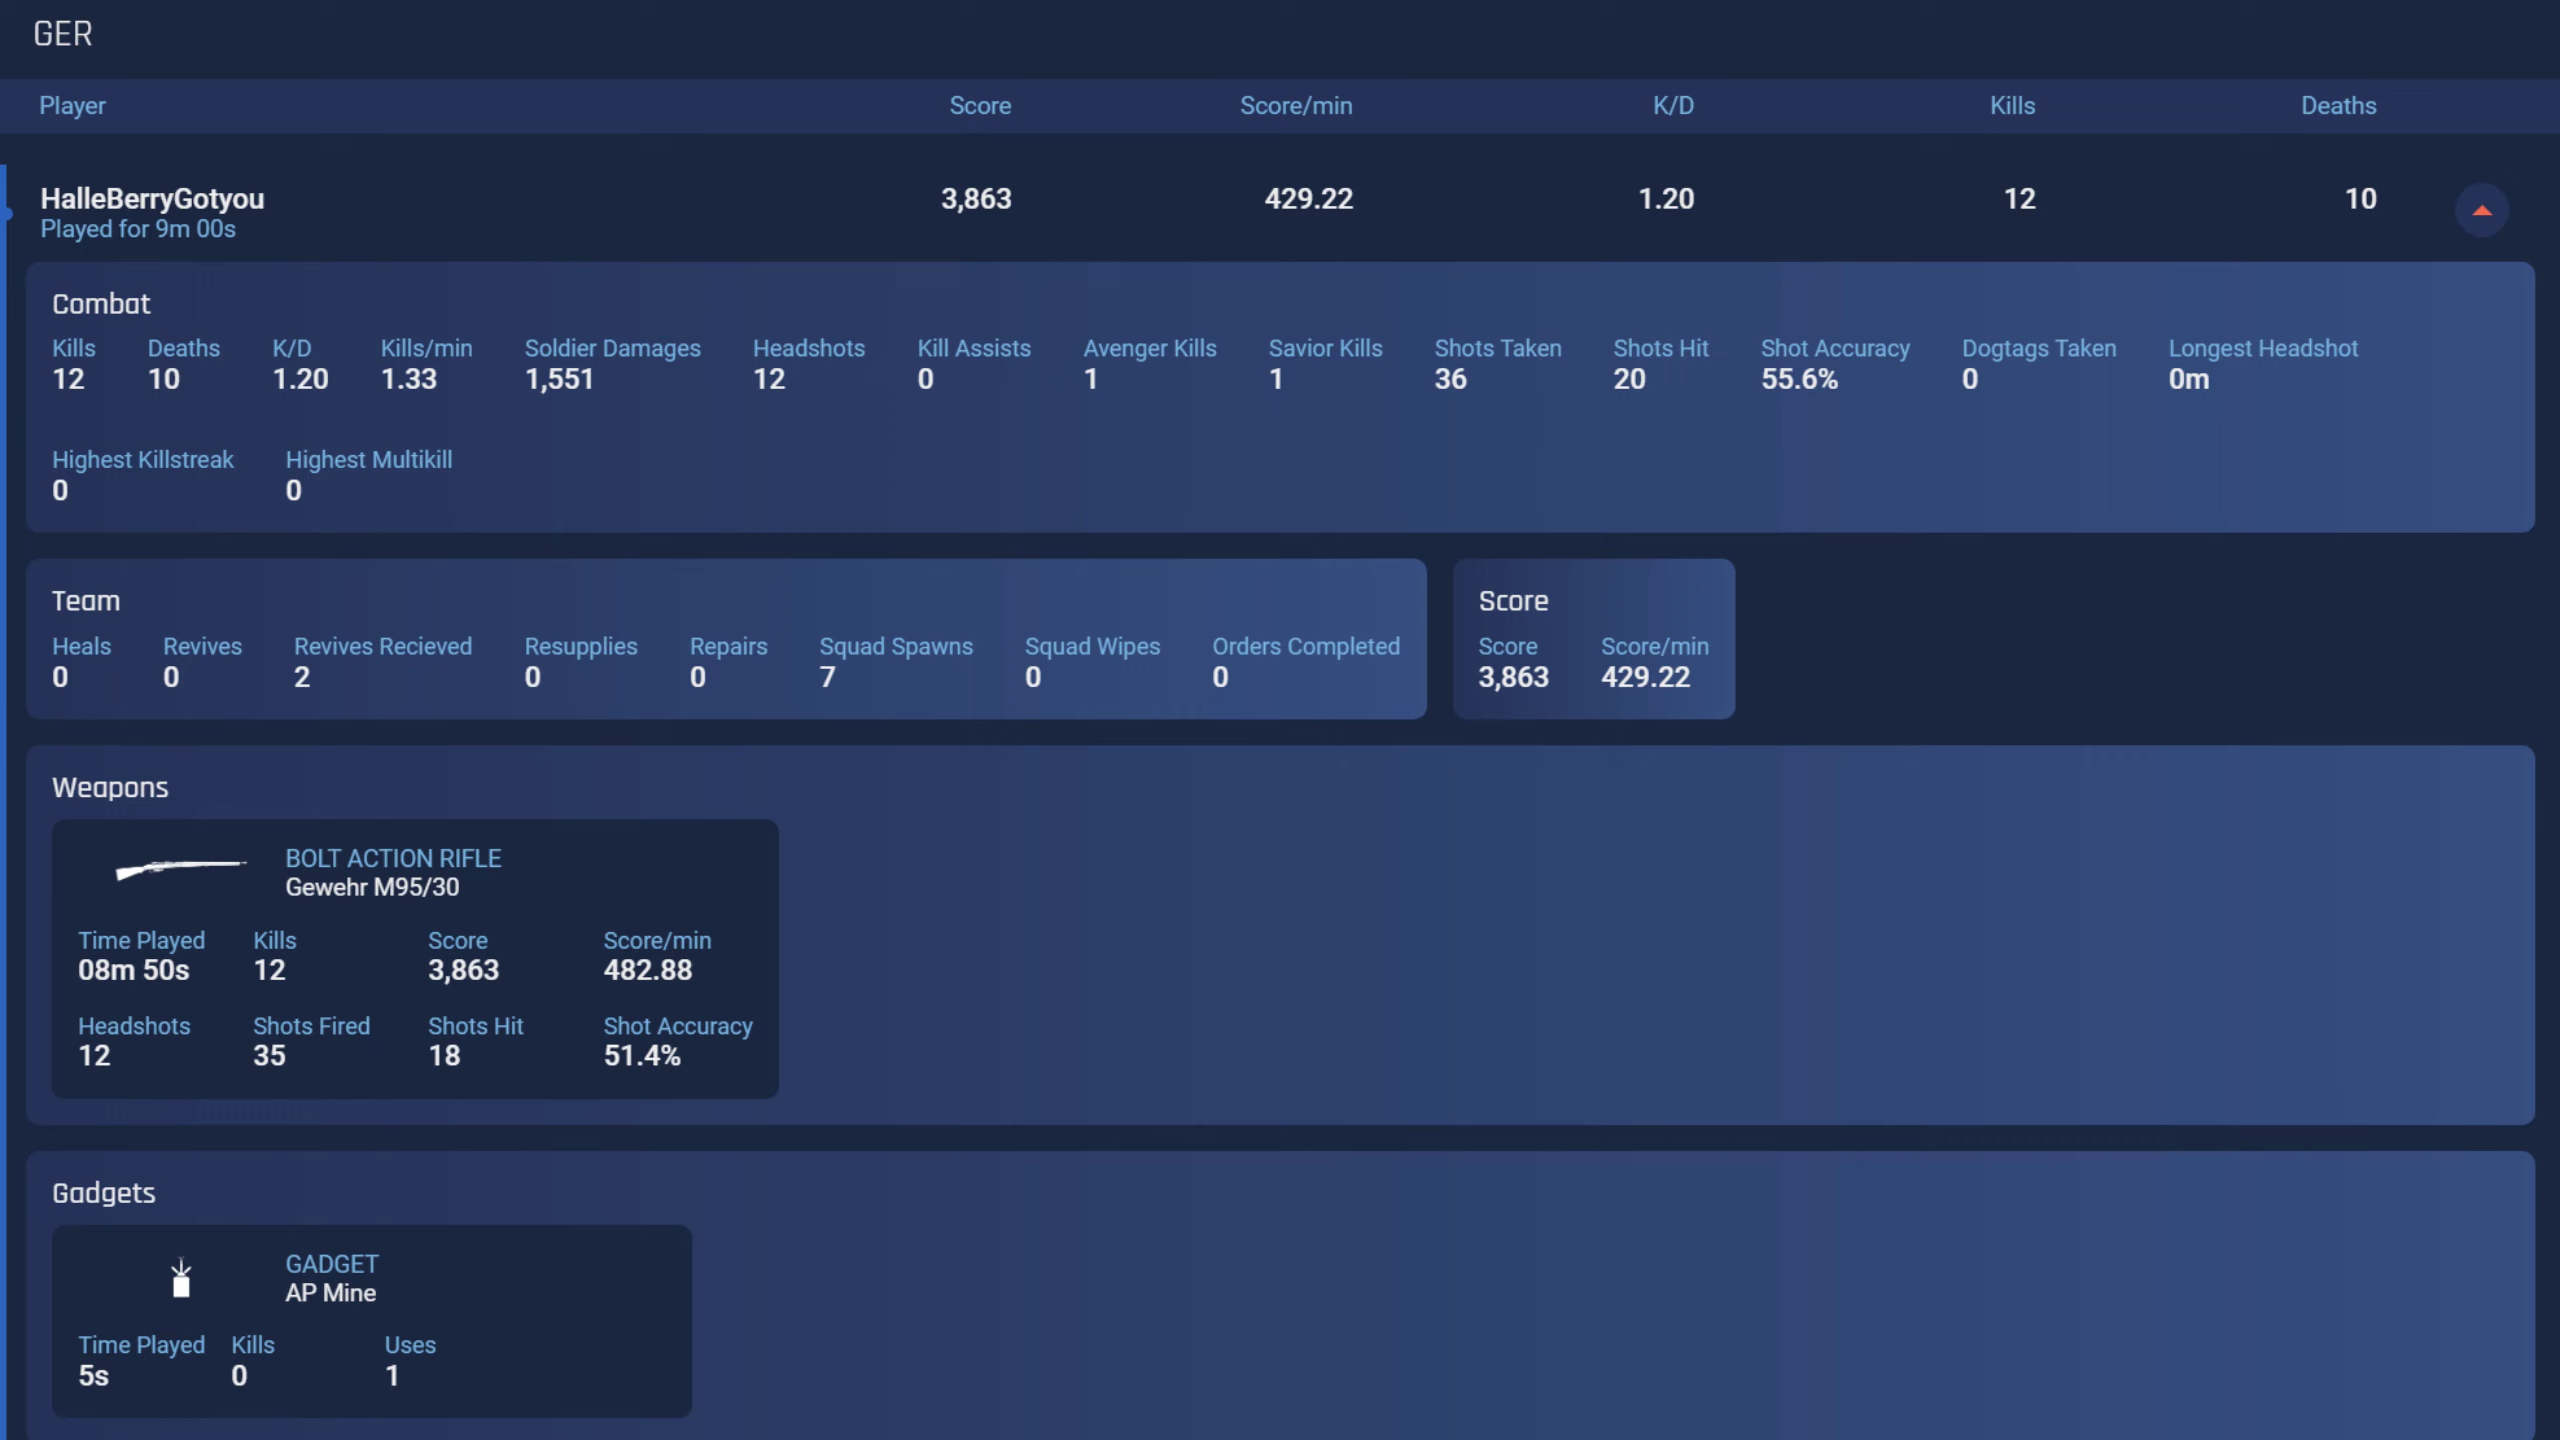 GER
Player Score Score/min K/D Kills Deaths
HalleBerryGotyou 3,863 429.22 1.20 12 10
Played for 9m 00s
Combat
Kills Deaths K/D Kills/min Soldier Damages Headshots Kill Assists Avenger Kills Savior Kills Shots Taken Shots Hit Shot Accuracy Dogtags Taken Longest Headshot
12 10 1.20 1.33 1,551 12 0 1 1 36 20 55.6% 0 0m
Highest Killstreak Highest Multikill
0 0
Team
Heals Revives Revives Recieved Resupplies Repairs Squad Spawns Squad Wipes Orders Completed
0 0 2 0 0 7 0 0
Score
Score Score/min
3,863 429.22
Weapons
BOLT ACTION RIFLE
Gewehr M95/30
Time Played Kills Score Score/min
08m 50s 12 3,863 482.88
Headshots Shots Fired Shots Hit Shot Accuracy
12 35 18 51.4%
Gadgets
GADGET
AP Mine
Time Played Kills Uses
5s 0 1